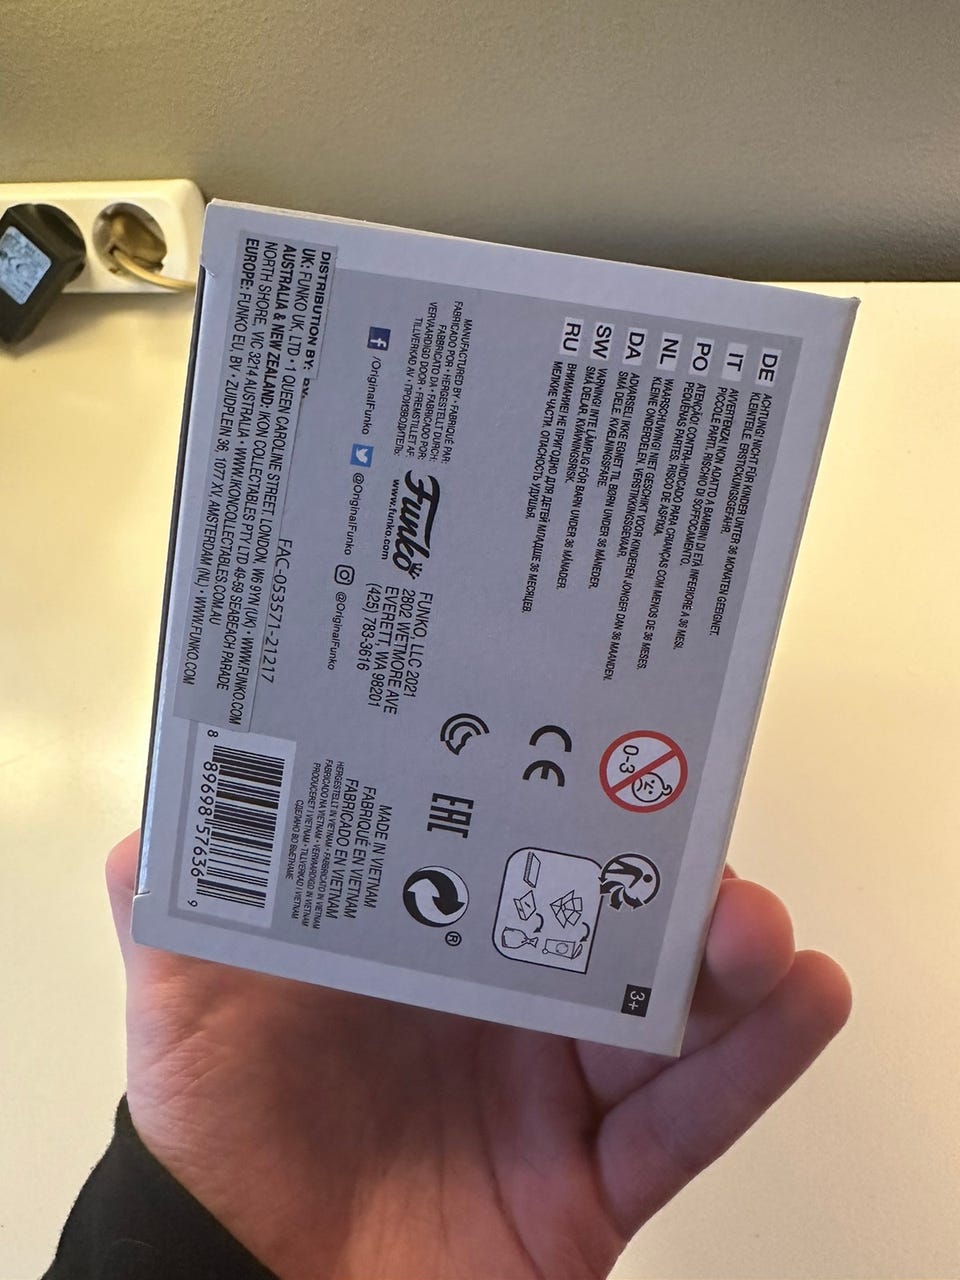 DE ACHTUNG! NICHT FÜR KINDER UNTER 36 MONATEN GEEIGNET.
KLEINTEILE. ERSTICKUNGSGEFAHR.
IT AVVERTENZA! NON ADATTO A BAMBINI DI ETÀ INFERIORE A 36 MESI.
PICCOLE PARTI. RISCHIO DI SOFFOCAMENTO.
PO ATENÇÃO! CONTRA-INDICADO PARA CRIANÇAS COM MENOS DE 36 MESES.
PEQUENAS PARTES. RISCO DE ASFIXIA.
NL WAARSCHUWING! NIET GESCHIKT VOOR KINDEREN JONGER DAN 36 MAANDEN.
KLEINE ONDERDELEN. VERSTIKKINGSGEVAAR.
DA ADVARSEL! IKKE EGNET TIL BØRN UNDER 36 MÅNEDER.
SMÅ DELE. KVÆLNINGSFARE.
SW VARNING! INTE LÄMPLIG FÖR BARN UNDER 36 MÅNADER.
SMÅ DELAR. KVÄVNINGSRISK.
RU ВНИМАНИЕ! НЕ ПРИГОДНО ДЛЯ ДЕТЕЙ МЛАДШЕ 36 МЕСЯЦЕВ.
МЕЛКИЕ ЧАСТИ. ОПАСНОСТЬ УДУШЬЯ.
0-3
CE
3+
EAC
MANUFACTURED BY • FABRIQUÉ PAR:
FABRICADO POR • HERGESTELLT DURCH:
FABBRICATO DA • FABRICADO POR:
VERVAARDIGD DOOR • FREMSTILLET AF:
TILLVERKAD AV • ПРОИЗВОДИТЕЛЬ:
Funko
www.funko.com
FUNKO, LLC 2021
2802 WETMORE AVE
EVERETT, WA 98201
(425) 783-3616
®
/OriginalFunko @OriginalFunko @OriginalFunko
MADE IN VIETNAM
FABRIQUÉ EN VIETNAM
FABRICADO EN VIETNAM
HERGESTELLT IN VIETNAM • FABBRICATO IN VIETNAM
FABRICADO NA VIETNAM • VERVAARDIGD IN VIETNAM
PRODUCERET I VIETNAM • TILLVERKAD I VIETNAM
СДЕЛАНО ВО ВЬЕТНАМЕ
FAC-053571-21217
DISTRIBUTION BY:
UK: FUNKO UK, LTD • 1 QUEEN CAROLINE STREET, LONDON, W6 9YN (UK) • WWW.FUNKO.COM
AUSTRALIA & NEW ZEALAND: IKON COLLECTABLES PTY LTD 49-59 SEABEACH PARADE
NORTH SHORE, VIC 3214 AUSTRALIA • WWW.IKONCOLLECTABLES.COM.AU
EUROPE: FUNKO EU, BV • ZUIDPLEIN 36, 1077 XV, AMSTERDAM (NL) • WWW.FUNKO.COM
8 89698 57636 9